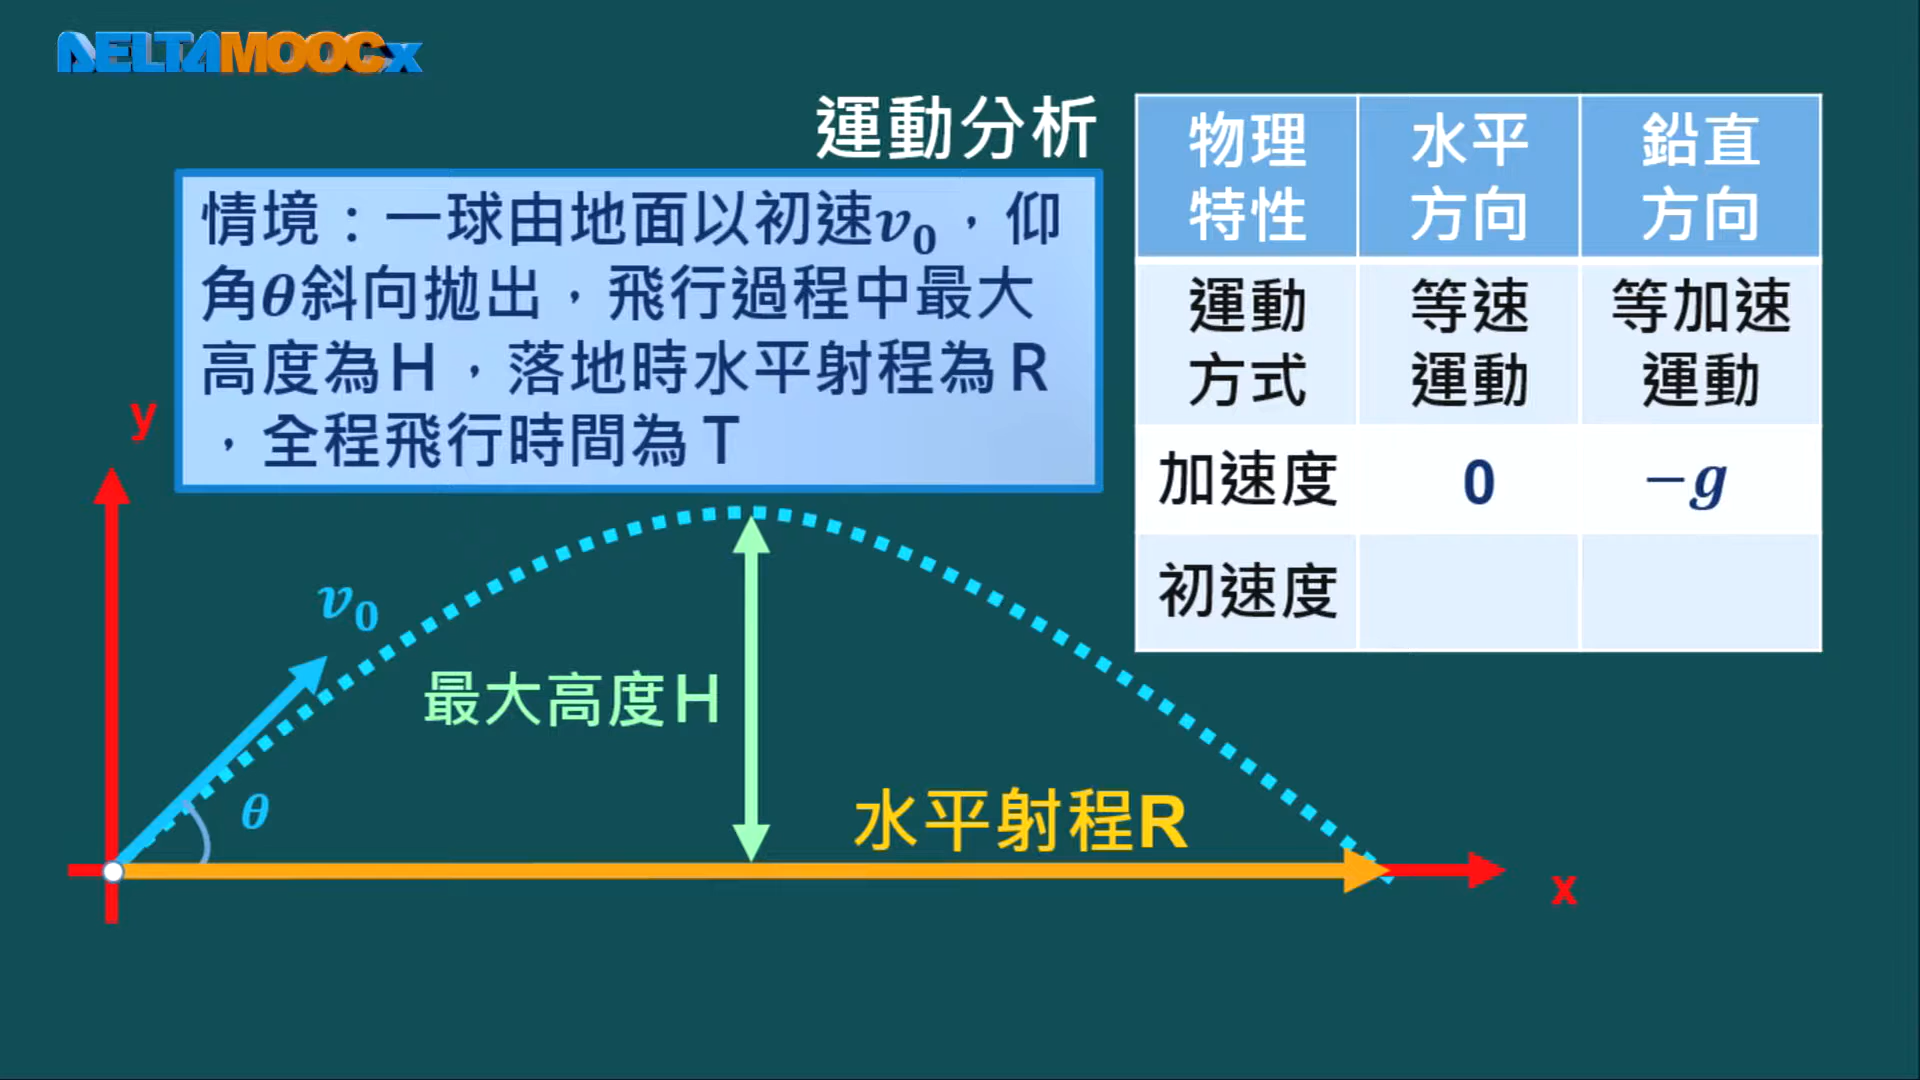 DELTAMOOCx
運動分析
情境：一球由地面以初速v₀，仰
角θ斜向拋出，飛行過程中最大
高度為H，落地時水平射程為R
，全程飛行時間為T
物理
特性
水平
方向
鉛直
方向
運動
方式
等速
運動
等加速
運動
加速度
0
−g
初速度
y
v₀
θ
最大高度H
水平射程R
x